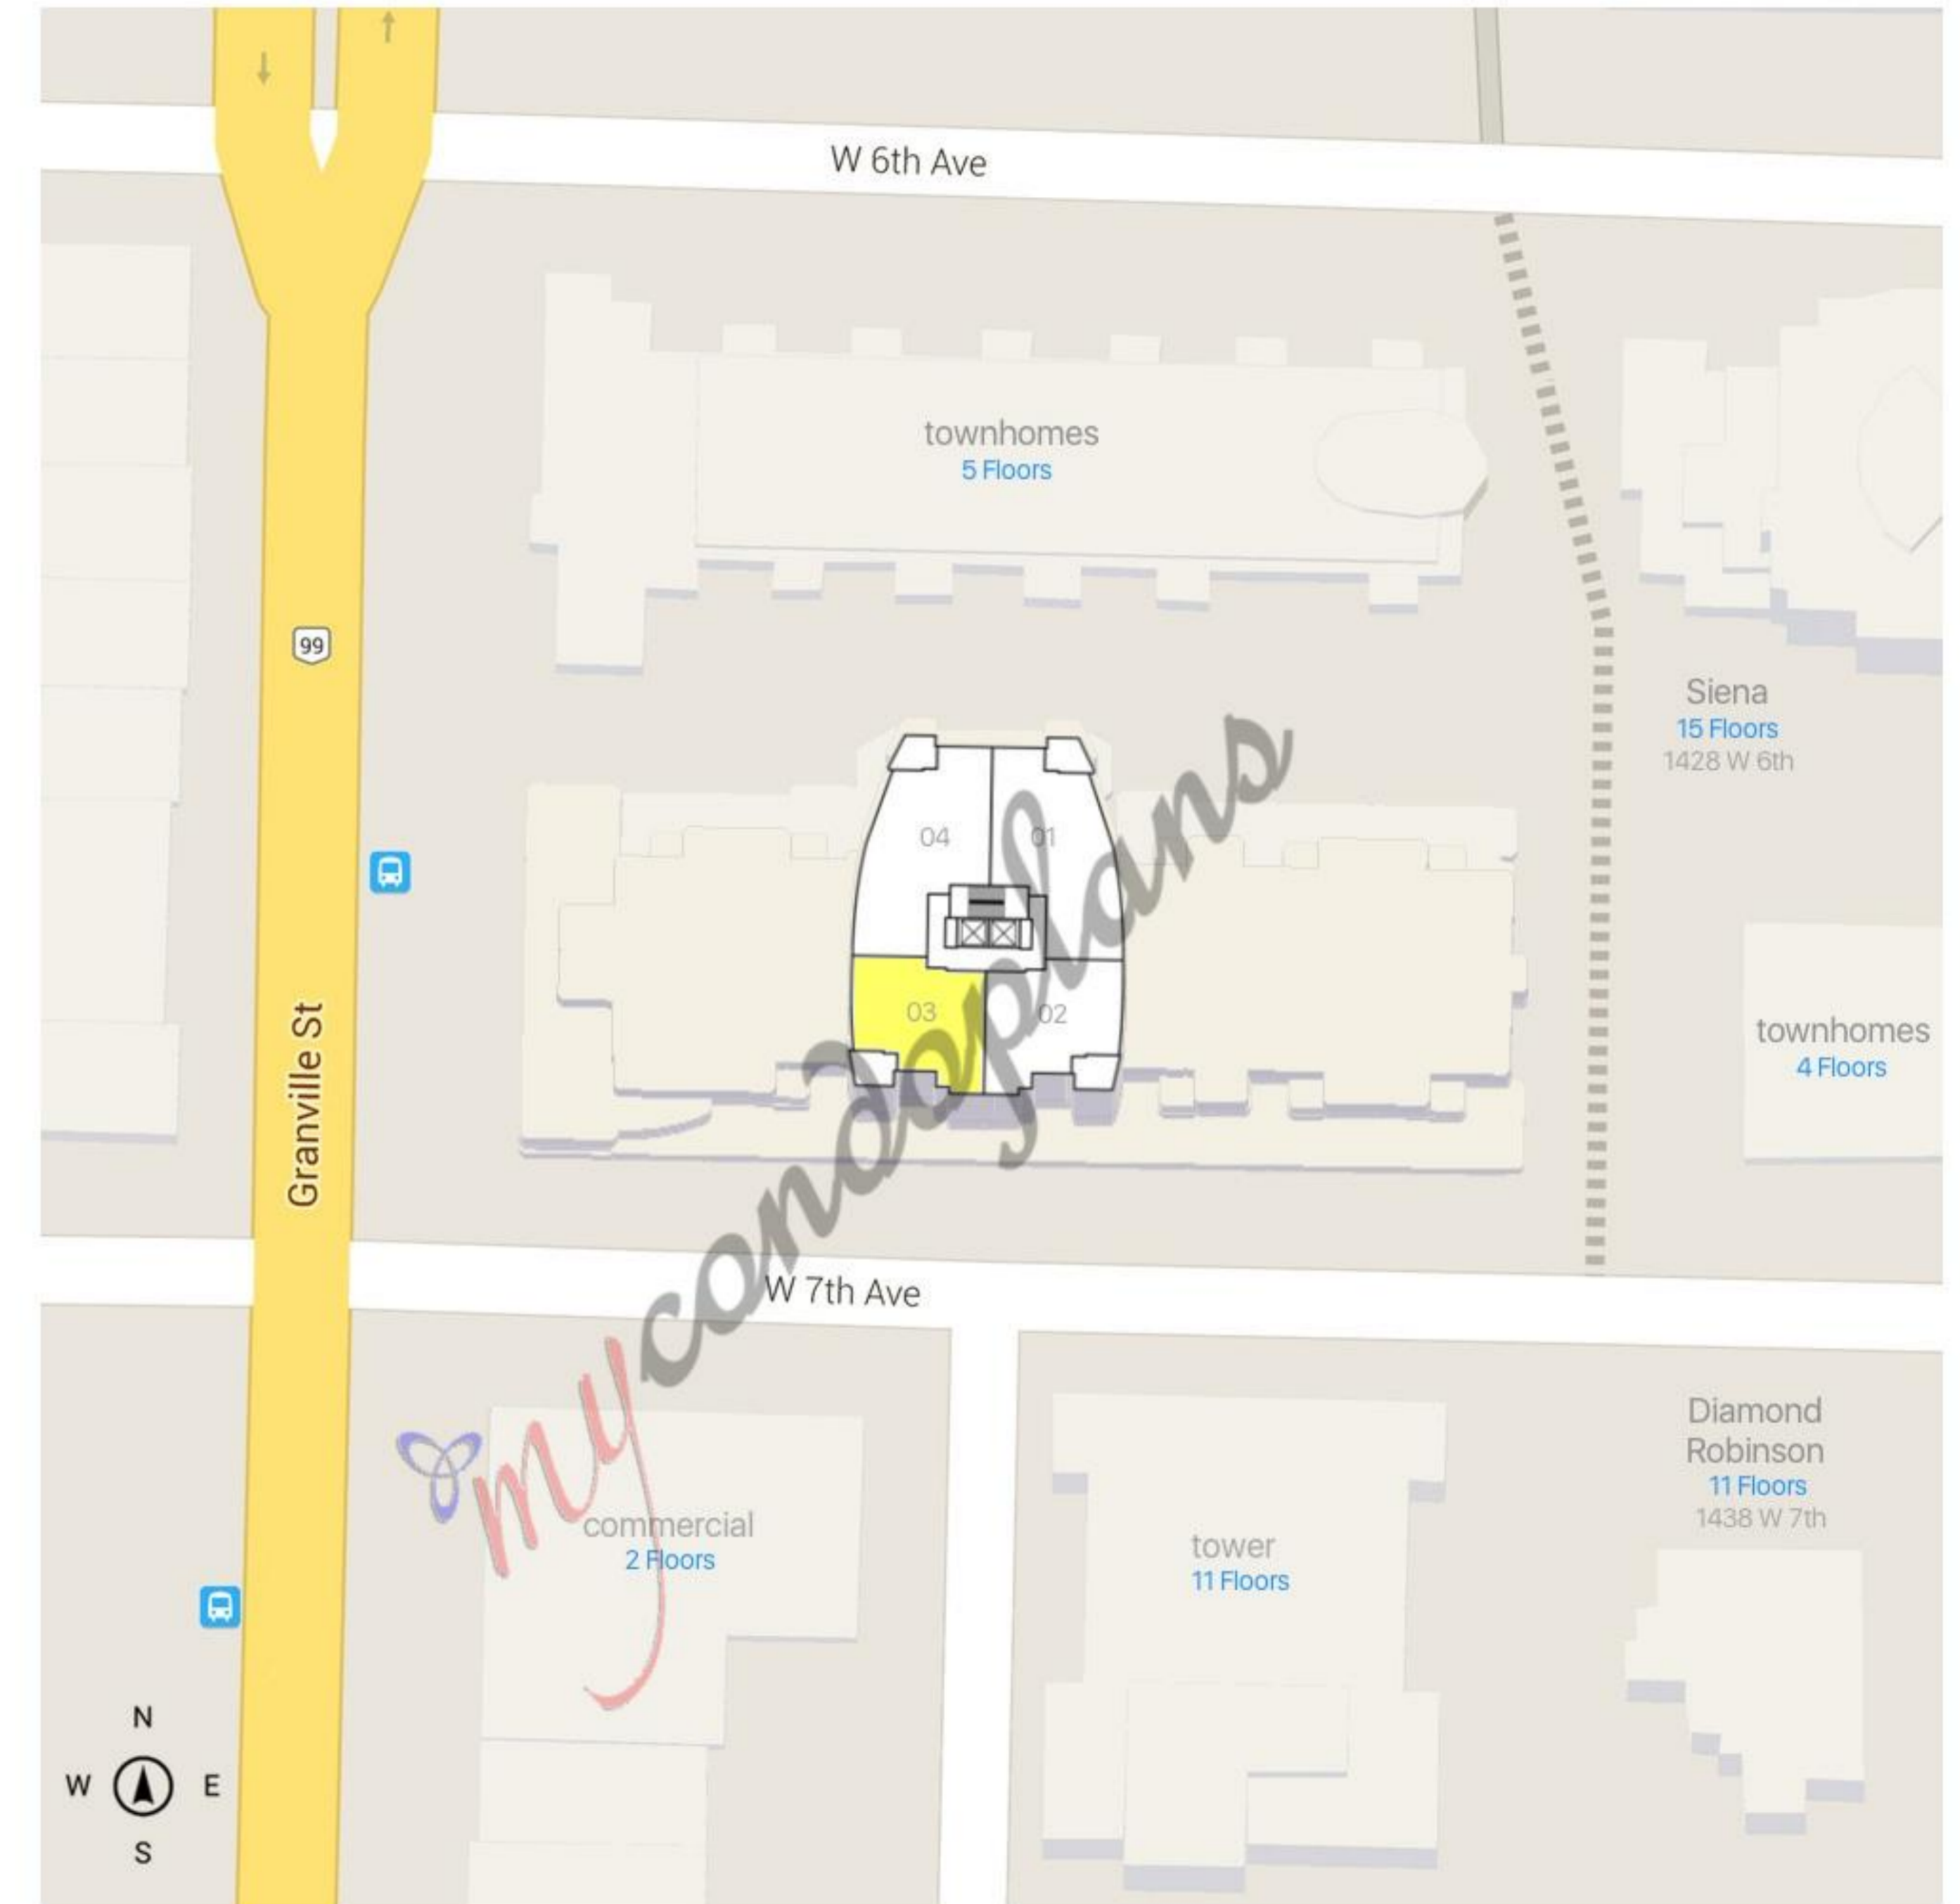 W 6th Ave
townhomes
5 Floors
99
Siena
15 Floors
1428 W 6th
04
01
03
02
Granville St
townhomes
4 Floors
W 7th Ave
mycondoplans
Diamond
Robinson
11 Floors
1438 W 7th
commercial
2 Floors
tower
11 Floors
N
W
E
S